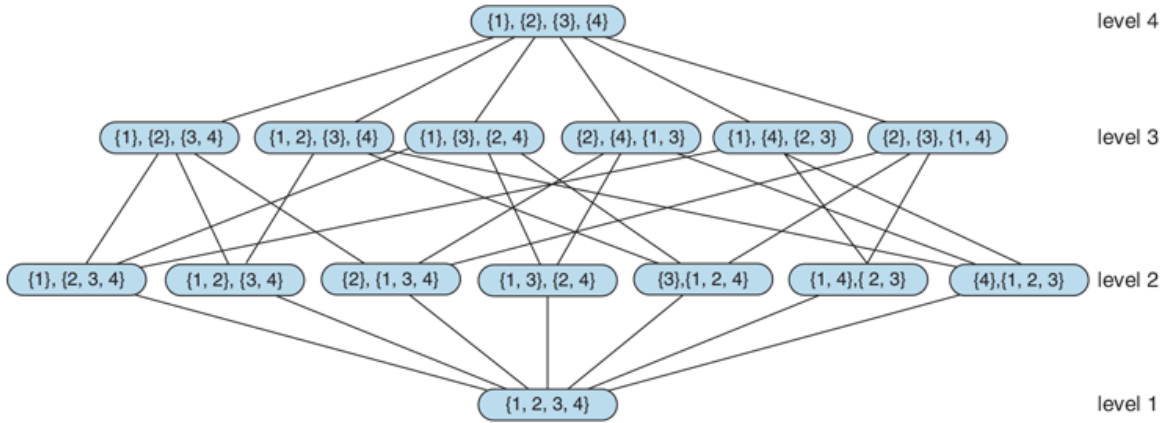 {1}, {2}, {3}, {4} level 4
{1}, {2}, {3, 4} {1, 2}, {3}, {4} {1}, {3}, {2, 4} {2}, {4}, {1, 3} {1}, {4}, {2, 3} {2}, {3}, {1, 4} level 3
{1}, {2, 3, 4} {1, 2}, {3, 4} {2}, {1, 3, 4} {1, 3}, {2, 4} {3},{1, 2, 4} {1, 4},{ 2, 3} {4},{1, 2, 3} level 2
{1, 2, 3, 4} level 1